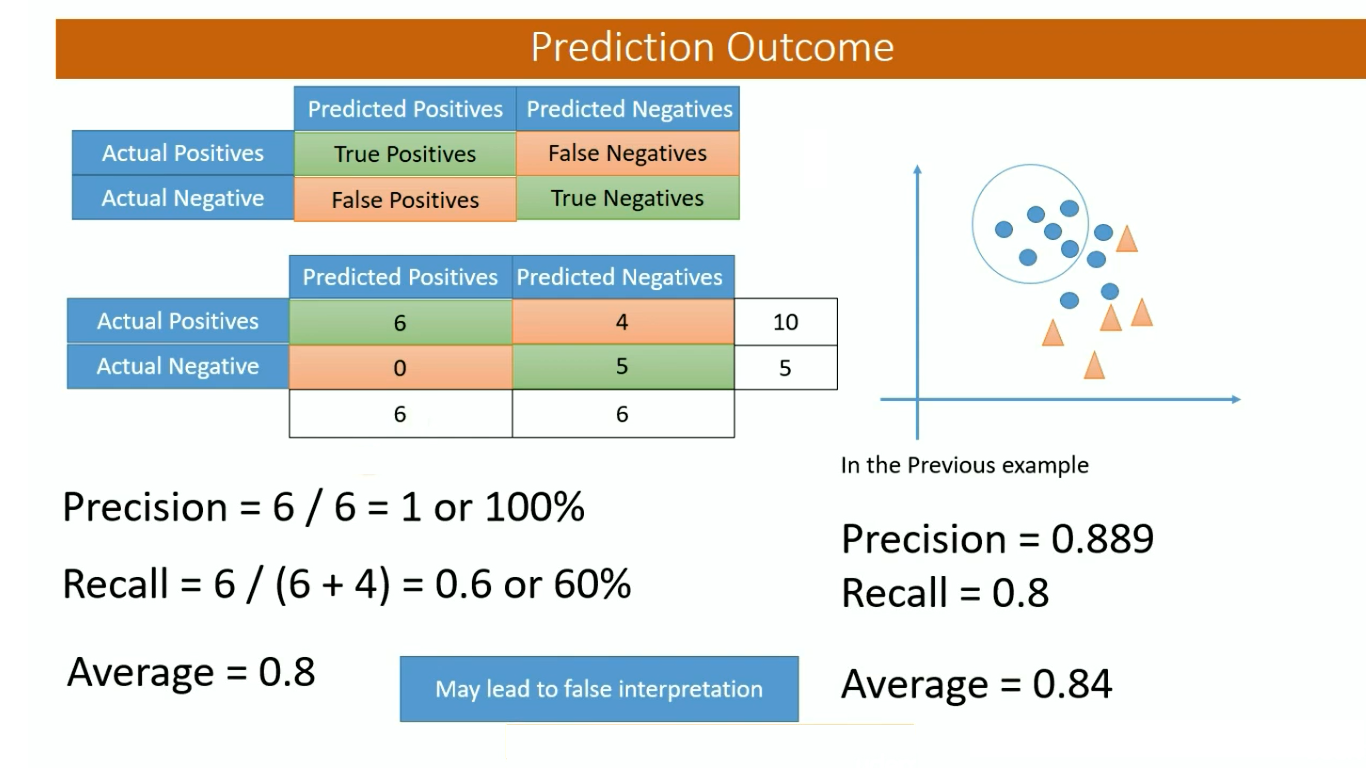 Prediction Outcome
Predicted Positives Predicted Negatives
Actual Positives True Positives False Negatives
Actual Negative False Positives True Negatives
Predicted Positives Predicted Negatives
Actual Positives 6 4 10
Actual Negative 0 5 5
6 6
Precision = 6 / 6 = 1 or 100%
Recall = 6 / (6 + 4) = 0.6 or 60%
Average = 0.8
May lead to false interpretation
In the Previous example
Precision = 0.889
Recall = 0.8
Average = 0.84